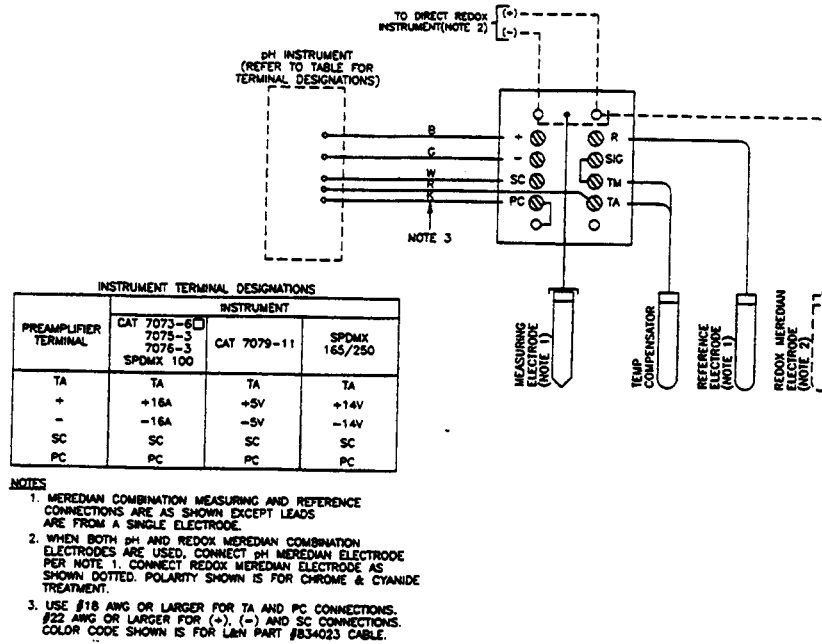 TO DIRECT REDOX (+)
INSTRUMENT(NOTE 2) (-)
pH INSTRUMENT
(REFER TO TABLE FOR
TERMINAL DESIGNATIONS)
B
G
W
R
K
NOTE 3
+
-
SC
PC
R
SIG
TM
TA
MEASURING
ELECTRODE
(NOTE 1)
TEMP
COMPENSATOR
REFERENCE
ELECTRODE
(NOTE 1)
REDOX MEREDIAN
ELECTRODE
(NOTE 2)
INSTRUMENT TERMINAL DESIGNATIONS
PREAMPLIFIER
TERMINAL
INSTRUMENT
CAT 7073-6□
7075-3
7076-3
SPDMX 100
CAT 7079-11
SPDMX
165/250
TA TA TA TA
+ +16A +5V +14V
- -16A -5V -14V
SC SC SC SC
PC PC PC PC
NOTES
1. MEREDIAN COMBINATION MEASURING AND REFERENCE
CONNECTIONS ARE AS SHOWN EXCEPT LEADS
ARE FROM A SINGLE ELECTRODE.
2. WHEN BOTH pH AND REDOX MEREDIAN COMBINATION
ELECTRODES ARE USED, CONNECT pH MEREDIAN ELECTRODE
PER NOTE 1. CONNECT REDOX MEREDIAN ELECTRODE AS
SHOWN DOTTED. POLARITY SHOWN IS FOR CHROME & CYANIDE
TREATMENT.
3. USE #18 AWG OR LARGER FOR TA AND PC CONNECTIONS.
#22 AWG OR LARGER FOR (+), (-) AND SC CONNECTIONS.
COLOR CODE SHOWN IS FOR L&N PART #834023 CABLE.